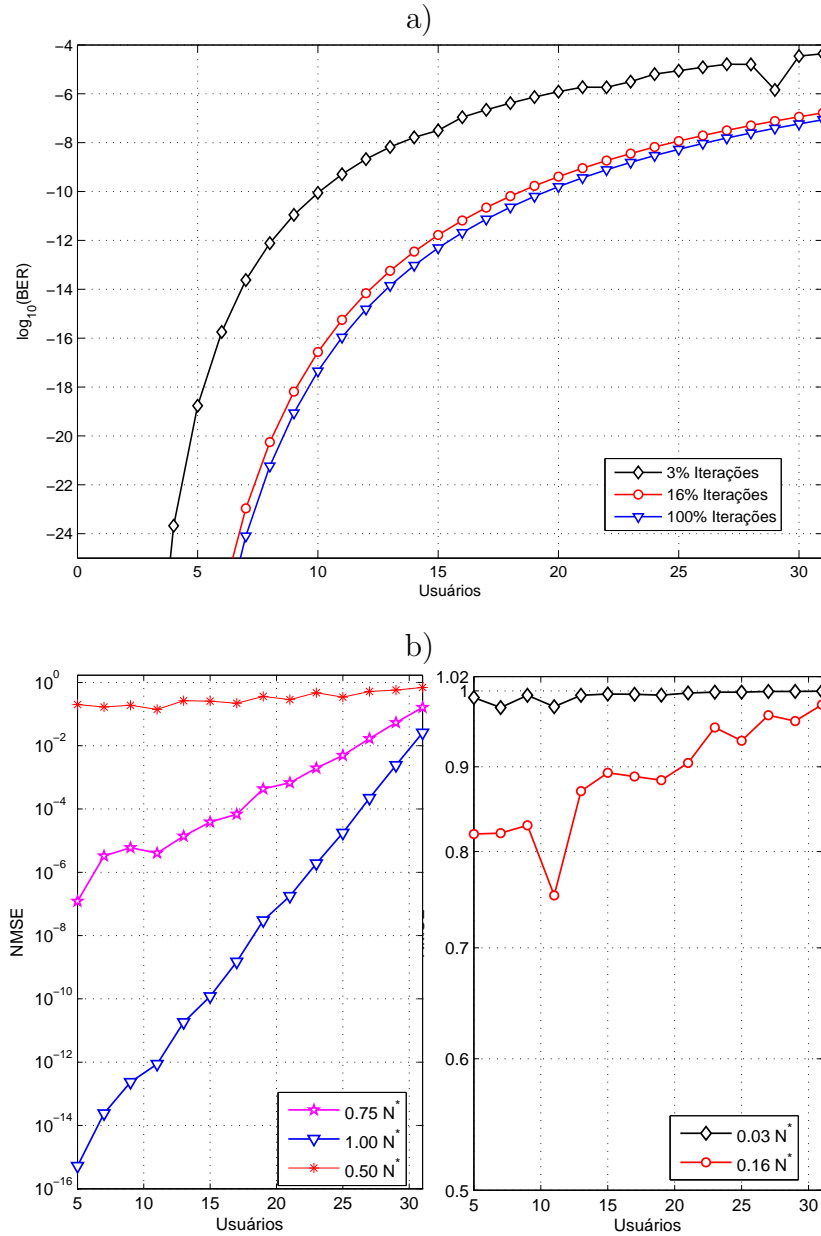 a)
−4
−6
−8
−10
−12
−14
−16
−18
−20
−22
−24
log10(BER)
0 5 10 15 20 25 30
Usuários
3% Iterações
16% Iterações
100% Iterações
b)
10^0
10^−2
10^−4
10^−6
10^−8
10^−10
10^−12
10^−14
10^−16
NMSE
5 10 15 20 25 30
Usuários
0.75 N*
1.00 N*
0.50 N*
1.02
1
0.9
0.8
0.7
0.6
0.5
5 10 15 20 25 30
Usuários
0.03 N*
0.16 N*